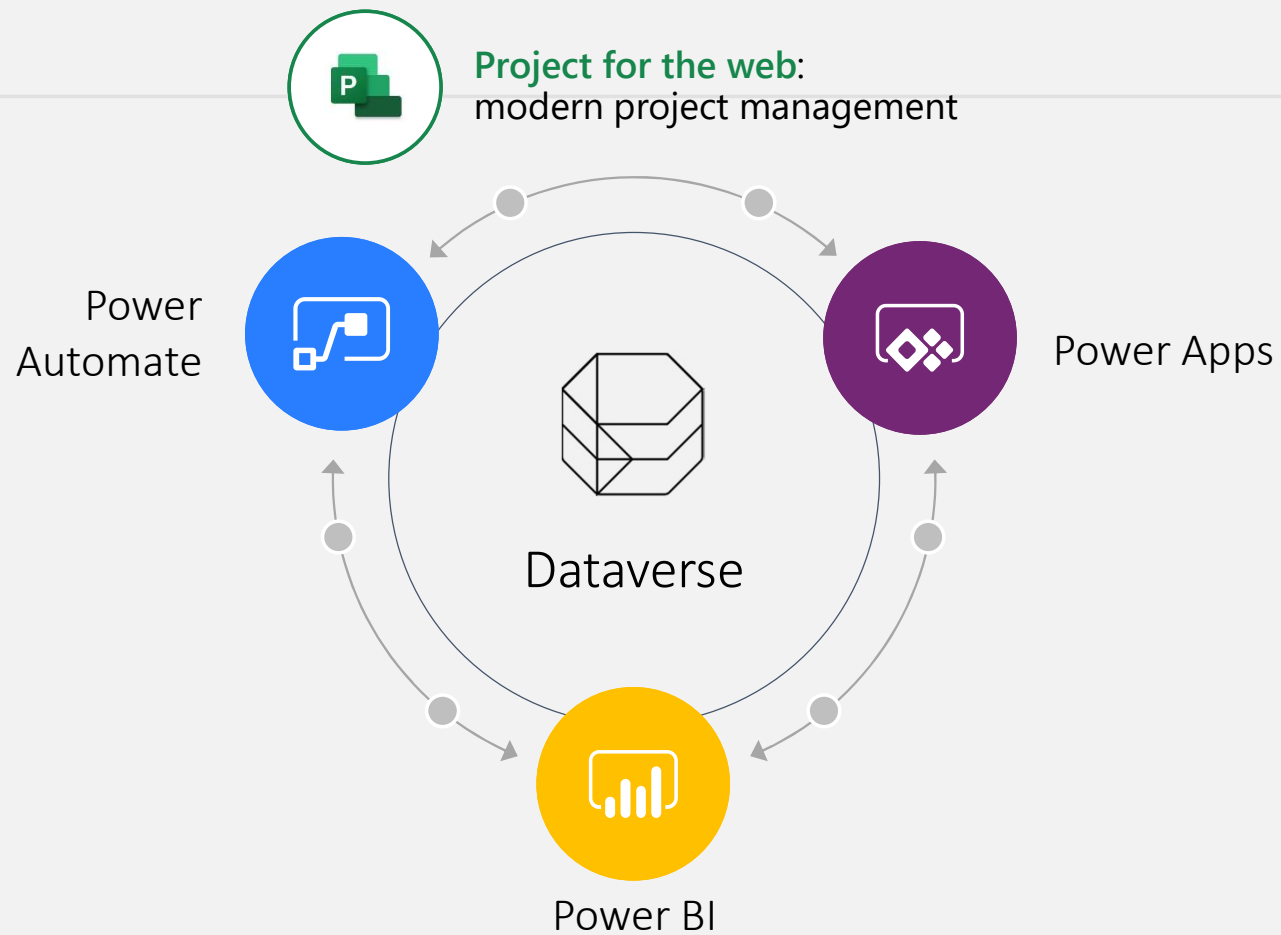 P
Project for the web:
modern project management
Power
Automate
Power Apps
Dataverse
Power BI